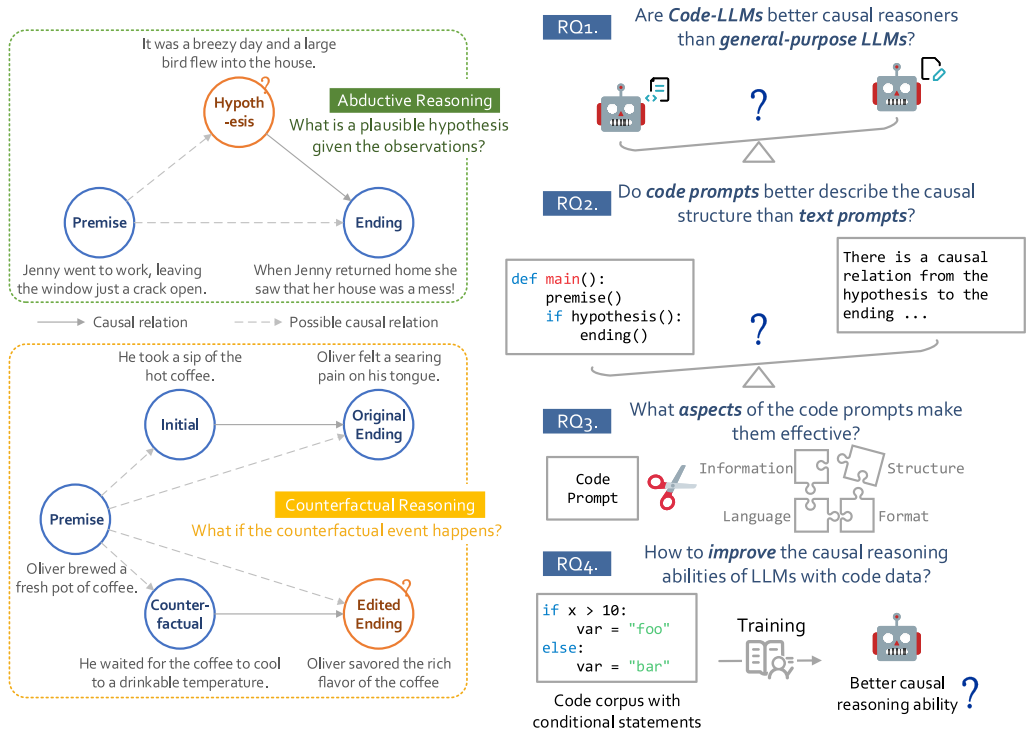 It was a breezy day and a large
bird flew into the house.
?
Hypoth
-esis
Abductive Reasoning
What is a plausible hypothesis
given the observations?
Premise
Ending
Jenny went to work, leaving
the window just a crack open.
When Jenny returned home she
saw that her house was a mess!
Causal relation
Possible causal relation
He took a sip of the
hot coffee.
Oliver felt a searing
pain on his tongue.
Initial
Original
Ending
Counterfactual Reasoning
What if the counterfactual event happens?
Premise
Oliver brewed a
fresh pot of coffee.
Counter-
factual
?
Edited
Ending
He waited for the coffee to cool
to a drinkable temperature.
Oliver savored the rich
flavor of the coffee
RQ1.
Are Code-LLMs better causal reasoners
than general-purpose LLMs?
<>
?
RQ2.
Do code prompts better describe the causal
structure than text prompts?
def main():
    premise()
    if hypothesis():
        ending()
?
There is a causal
relation from the
hypothesis to the
ending ...
RQ3.
What aspects of the code prompts make
them effective?
Code
Prompt
Information
Structure
Language
Format
RQ4.
How to improve the causal reasoning
abilities of LLMs with code data?
if x > 10:
    var = "foo"
else:
    var = "bar"
Training
Code corpus with
conditional statements
Better causal
reasoning ability
?